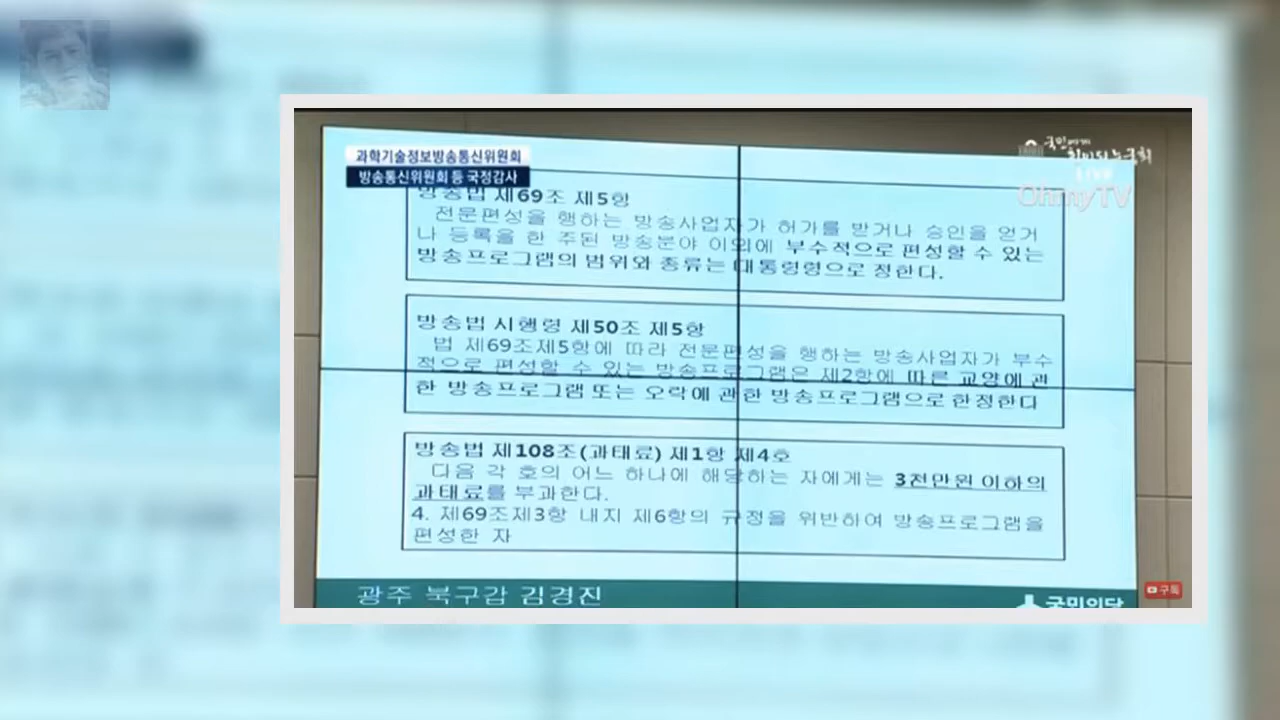 과학기술정보방송통신위원회
방송통신위원회 등 국정감사
국민에게
힘이 되는 국회
LIVE
OhmyTV
방송법 제69조 제5항
전문편성을 행하는 방송사업자가 허가를 받거나 승인을 얻거
나 등록을 한 주된 방송분야 이외에 부수적으로 편성할 수 있는
방송프로그램의 범위와 종류는 대통령령으로 정한다.
방송법 시행령 제50조 제5항
법 제69조제5항에 따라 전문편성을 행하는 방송사업자가 부수
적으로 편성할 수 있는 방송프로그램은 제2항에 따른 교양에 관
한 방송프로그램 또는 오락에 관한 방송프로그램으로 한정한다
방송법 제108조(과태료) 제1항 제4호
다음 각 호의 어느 하나에 해당하는 자에게는 3천만원 이하의
과태료를 부과한다.
4. 제69조제3항 내지 제6항의 규정을 위반하여 방송프로그램을
편성한 자
광주 북구갑 김경진
국민의당
구독